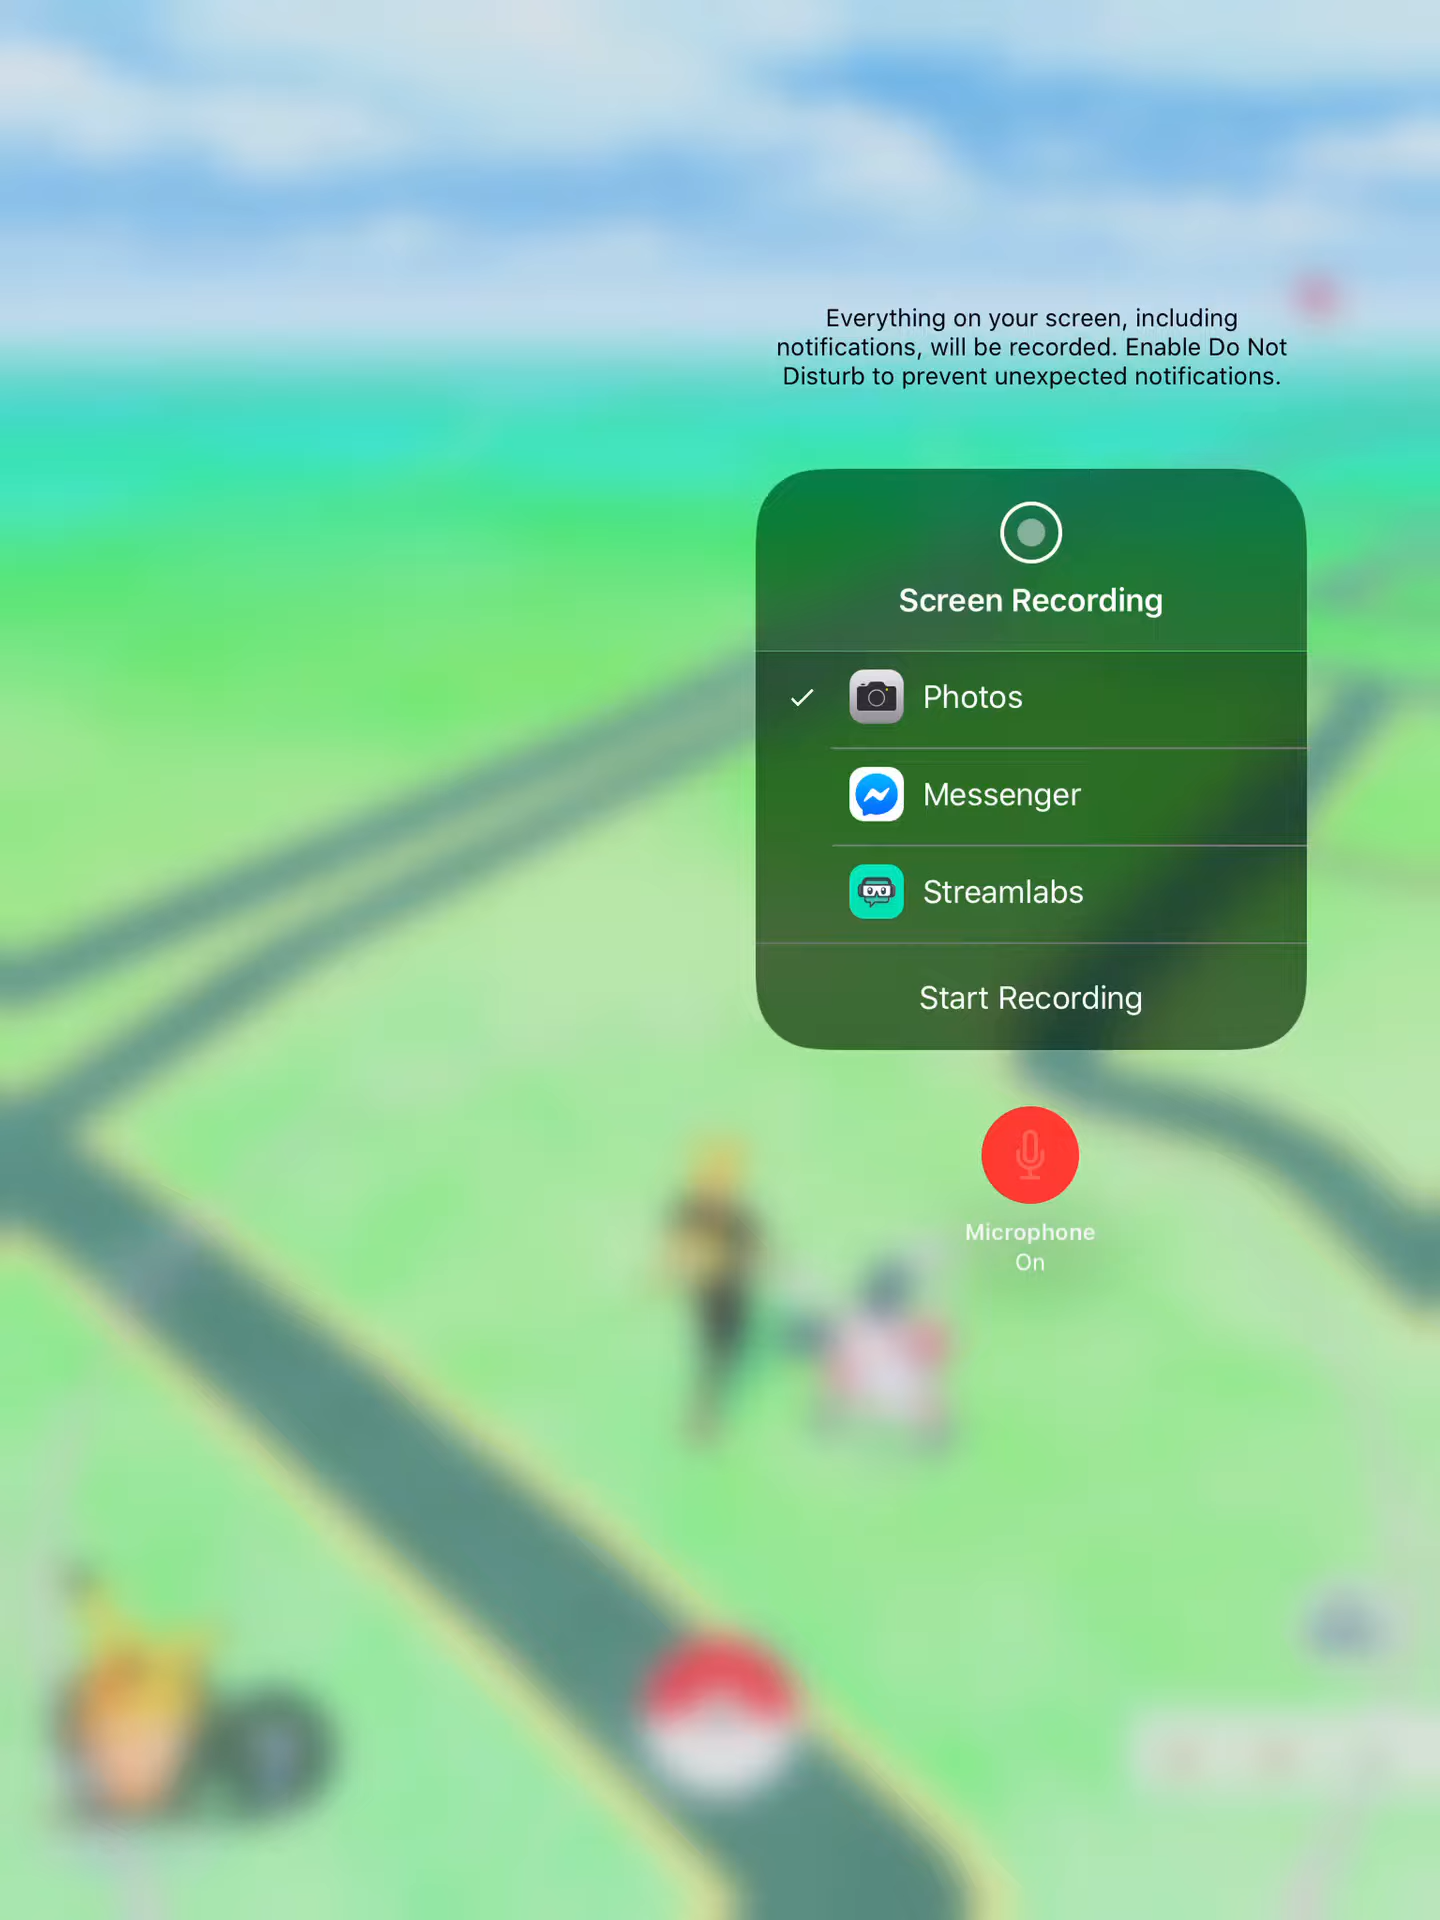 Everything on your screen, including
notifications, will be recorded. Enable Do Not
Disturb to prevent unexpected notifications.
Screen Recording
Photos
Messenger
Streamlabs
Start Recording
Microphone
On